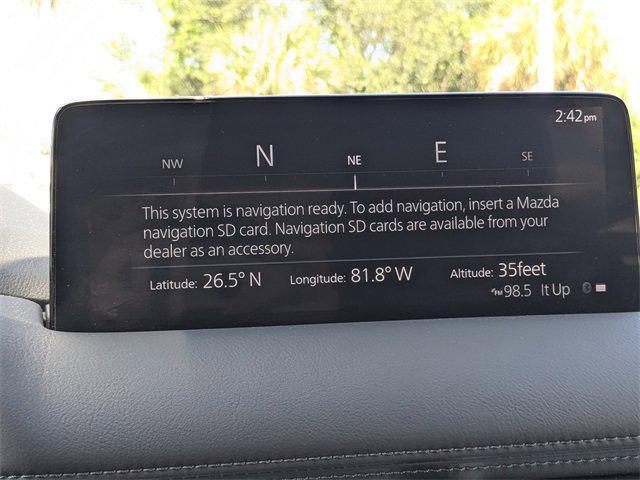 2:42pm
NW N NE E SE
This system is navigation ready. To add navigation, insert a Mazda
navigation SD card. Navigation SD cards are available from your
dealer as an accessory.
Latitude: 26.5° N Longitude: 81.8° W Altitude: 35feet
FM 98.5 It Up